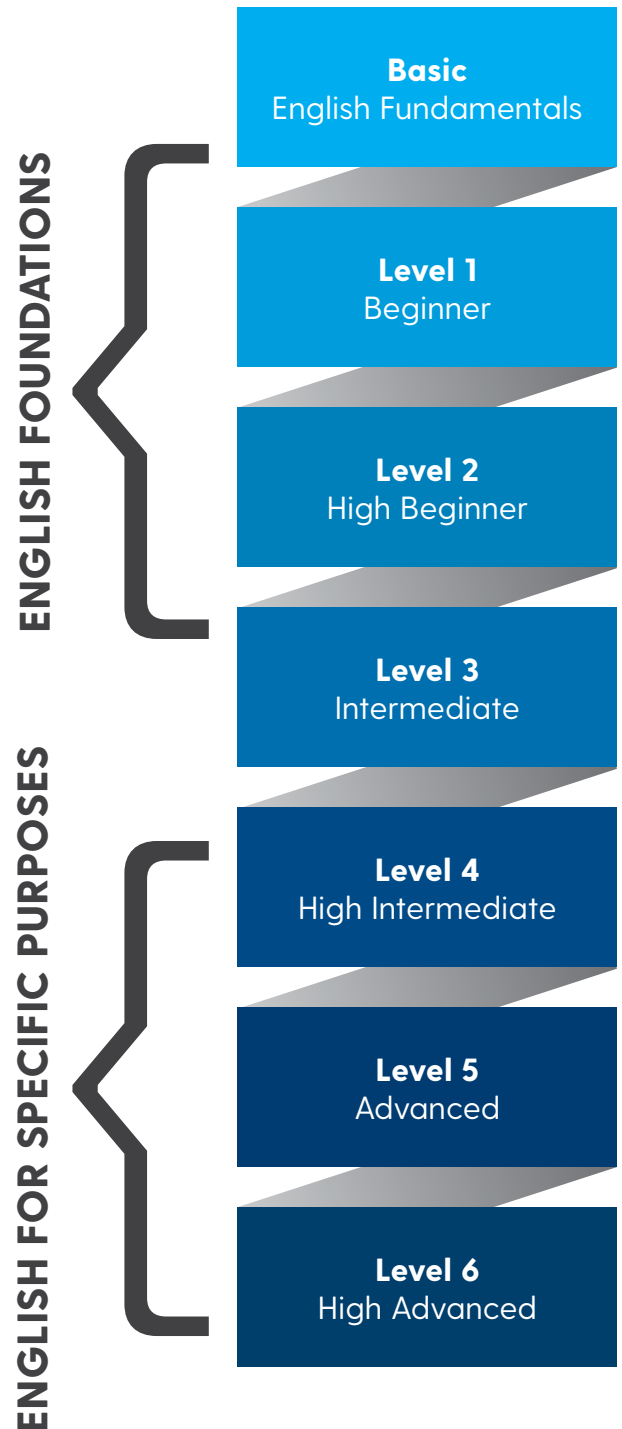 ENGLISH FOUNDATIONS
Basic
English Fundamentals
Level 1
Beginner
Level 2
High Beginner
Level 3
Intermediate
ENGLISH FOR SPECIFIC PURPOSES
Level 4
High Intermediate
Level 5
Advanced
Level 6
High Advanced